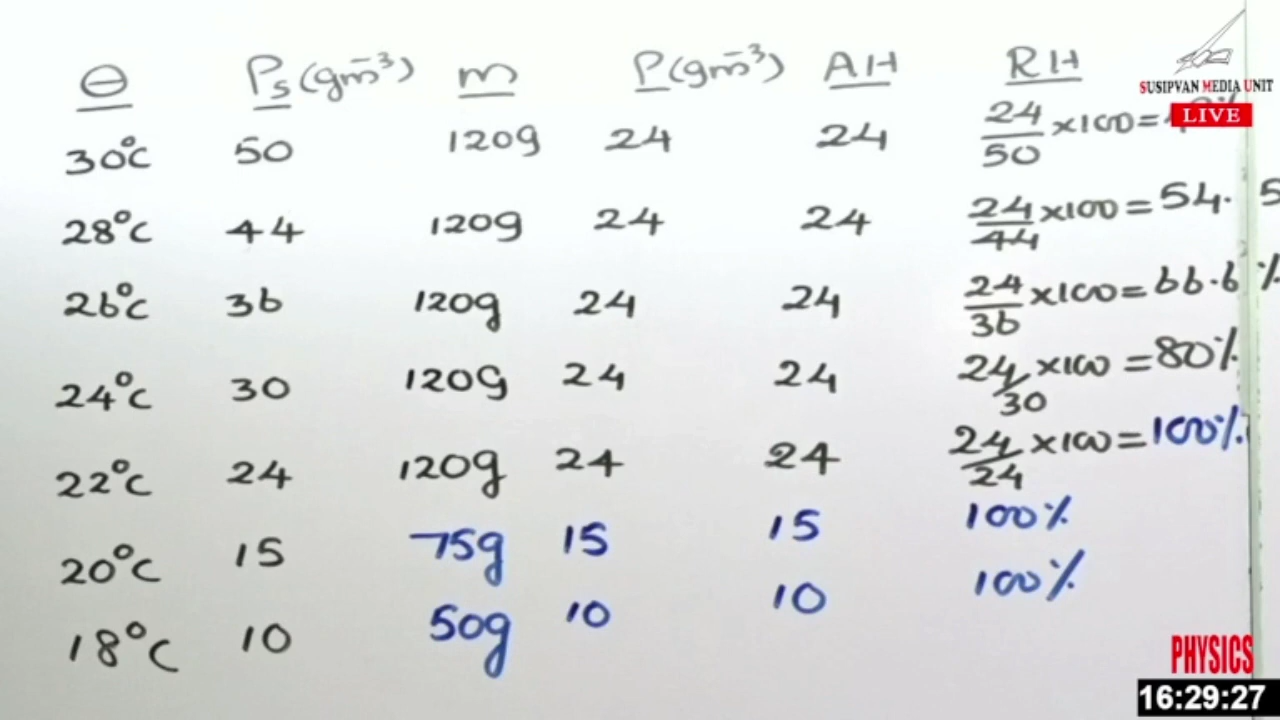 θ Ps(gm⁻³) m P(gm⁻³) AH RH
SUSIPVAN MEDIA UNIT
LIVE
30°C 50 120g 24 24 24/50 ×100=
28°C 44 120g 24 24 24/44 ×100 = 54.5
26°C 36 120g 24 24 24/36 ×100= 66.6%
24°C 30 120g 24 24 24/30 ×100 = 80%
22°C 24 120g 24 24 24/24 ×100 = 100%
20°C 15 75g 15 15 100%
18°C 10 50g 10 10 100%
PHYSICS
16:29:27